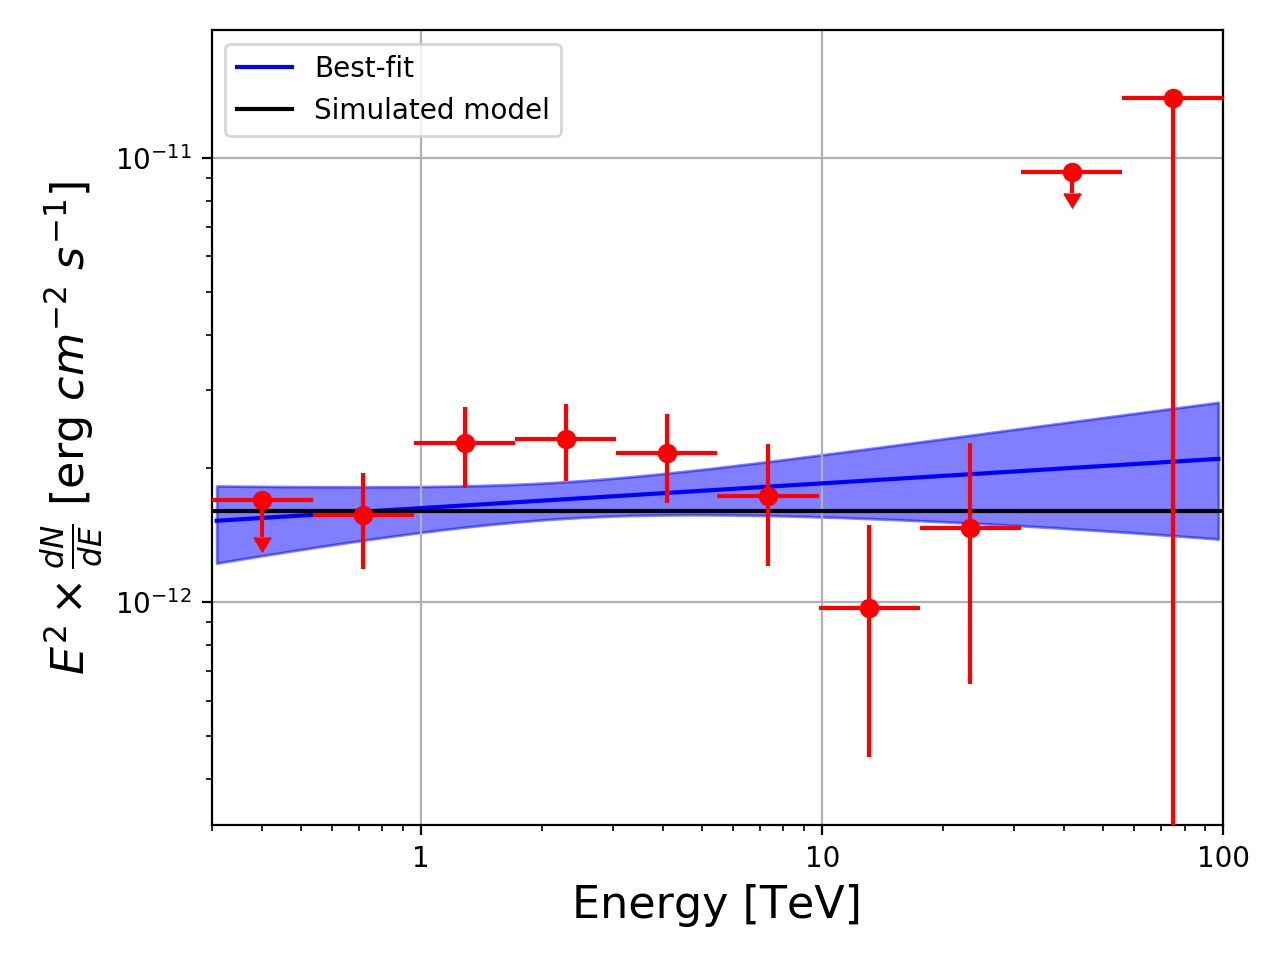 Best-fit
Simulated model
10⁻¹¹
10⁻¹²
E² × dN/dE [erg cm⁻² s⁻¹]
1 10 100
Energy [TeV]